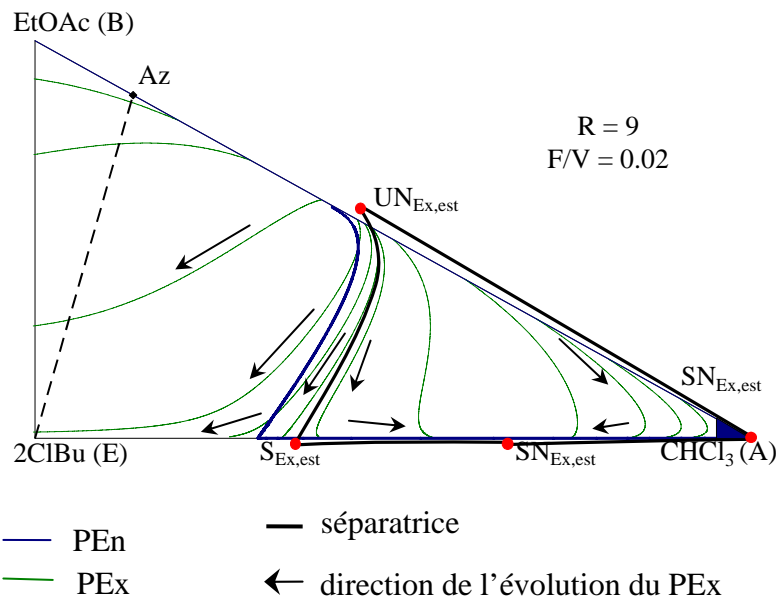 EtOAc (B)
Az
R = 9
F/V = 0.02
UN_Ex,est
SN_Ex,est
2ClBu (E)
S_Ex,est
SN_Ex,est
CHCl₃ (A)
PEn
séparatrice
PEx
direction de l’évolution du PEx